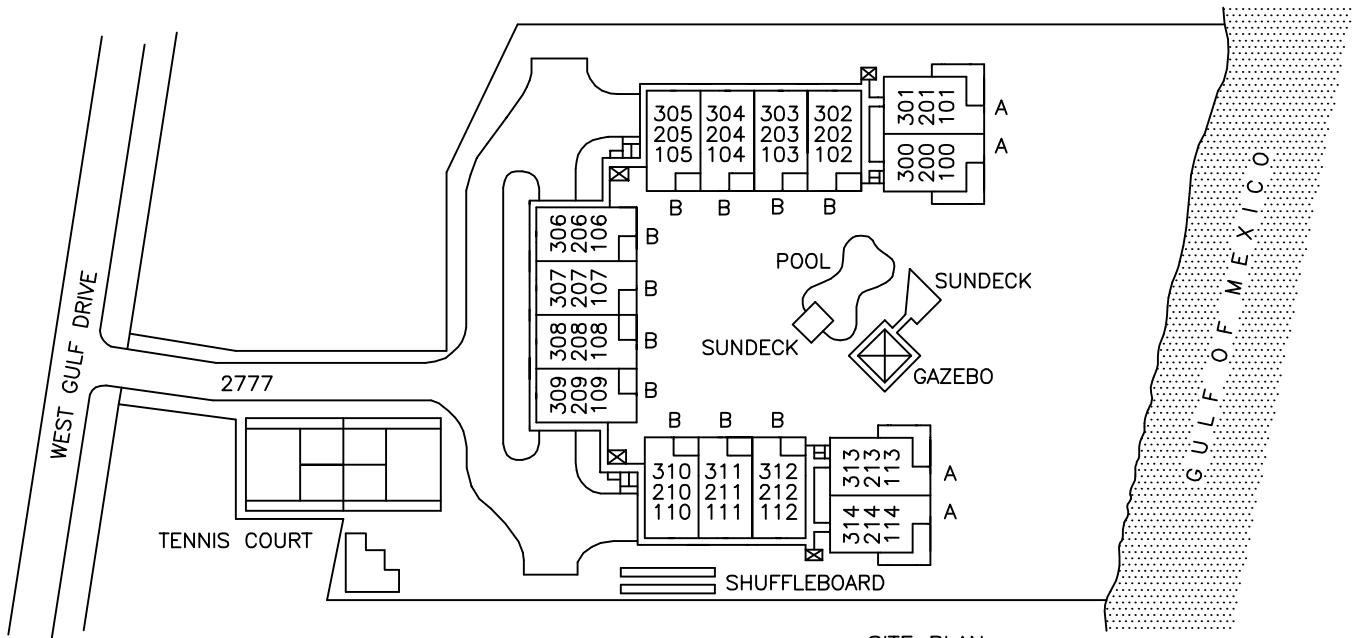 301
201
101
A
300
200
100
A
305 304 303 302
205 204 203 202
105 104 103 102
B B B B
306
206
106
B
307
207
107
B
308
208
108
B
309
209
109
B
POOL
SUNDECK
SUNDECK
GAZEBO
GULF OF MEXICO
WEST GULF DRIVE
2777
B B B
310 311 312
210 211 212
110 111 112
313
213
113
A
314
214
114
A
TENNIS COURT
SHUFFLEBOARD